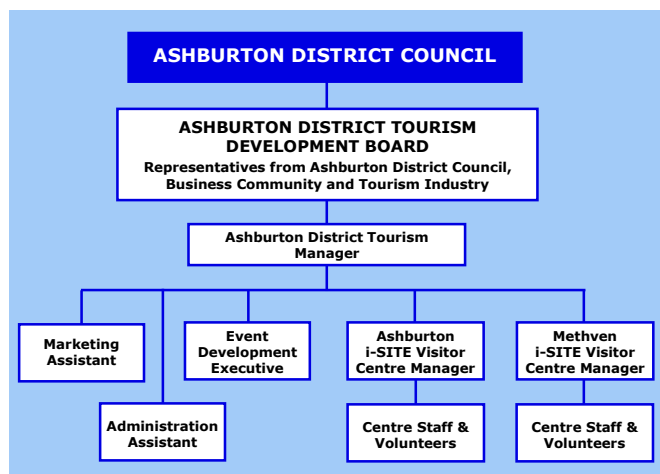 ASHBURTON DISTRICT COUNCIL
ASHBURTON DISTRICT TOURISM
DEVELOPMENT BOARD
Representatives from Ashburton District Council,
Business Community and Tourism Industry
Ashburton District Tourism
Manager
Marketing
Assistant
Administration
Assistant
Event
Development
Executive
Ashburton
i-SITE Visitor
Centre Manager
Centre Staff &
Volunteers
Methven
i-SITE Visitor
Centre Manager
Centre Staff &
Volunteers